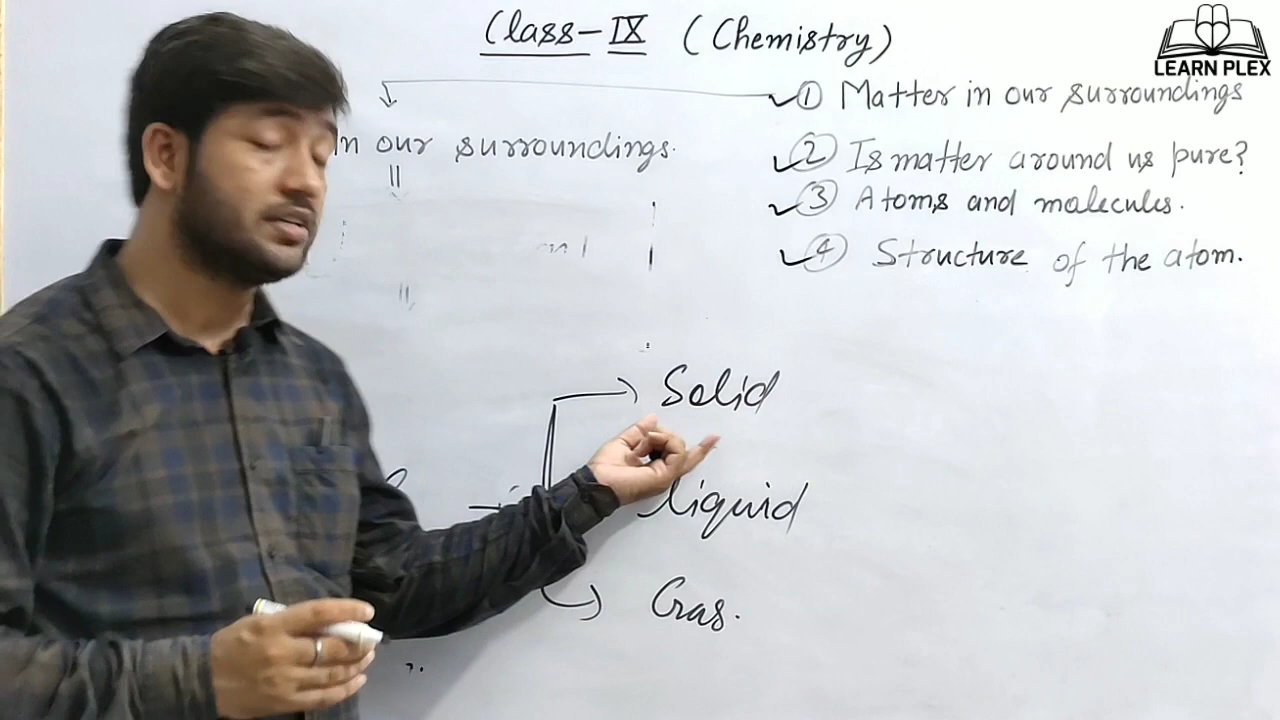 Class-IX (Chemistry)
LEARN PLEX
① Matter in our surroundings
② Is matter around us pure?
③ Atoms and molecules.
④ Structure of the atom.
In our surroundings.
Solid
liquid
Gas.